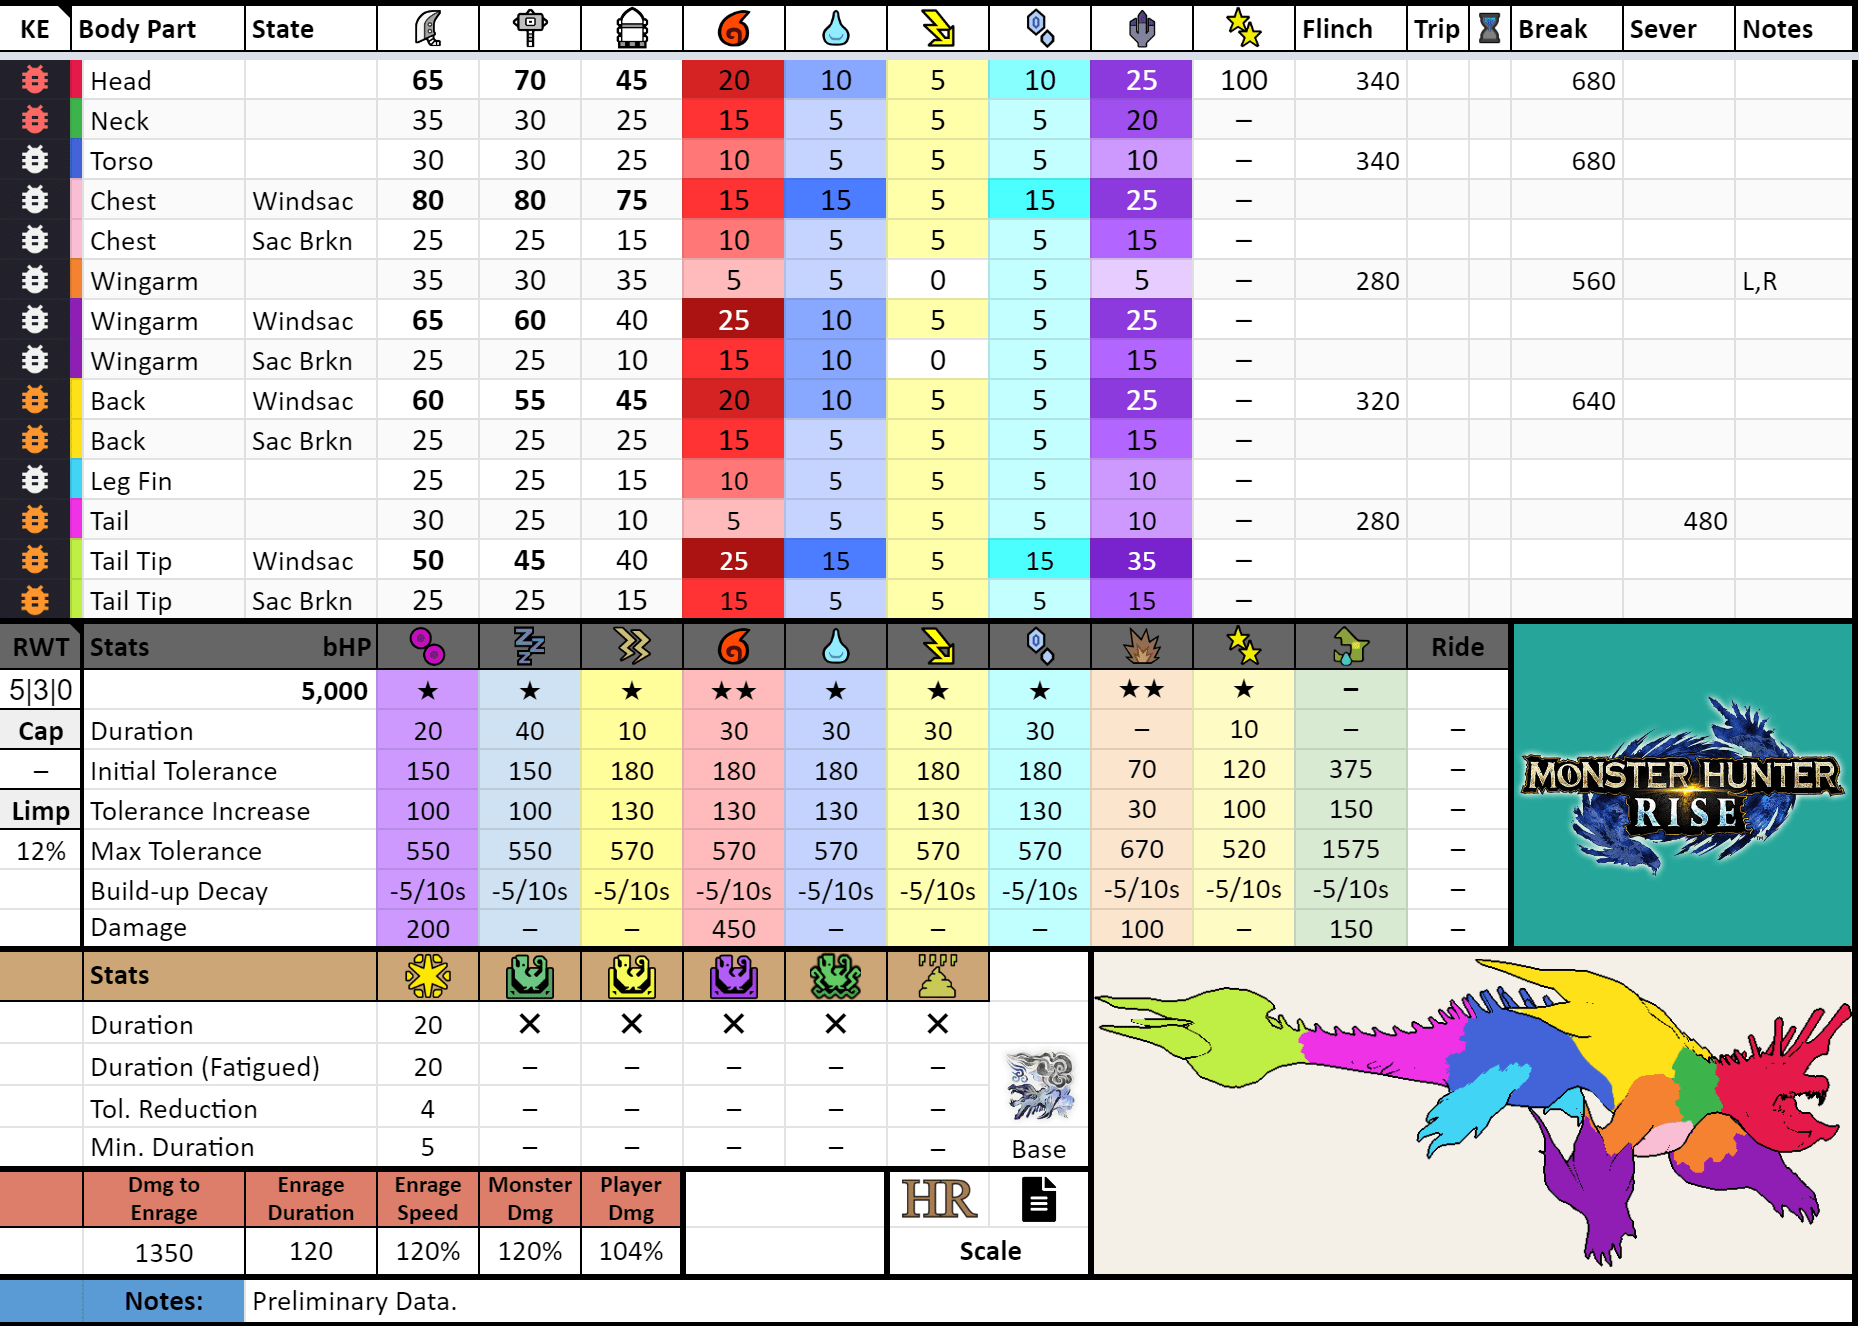 KE Body Part State Flinch Trip Break Sever Notes
Head 65 70 45 20 10 5 10 25 100 340 680
Neck 35 30 25 15 5 5 5 20 –
Torso 30 30 25 10 5 5 5 10 – 340 680
Chest Windsac 80 80 75 15 15 5 15 25 –
Chest Sac Brkn 25 25 15 10 5 5 5 15 –
Wingarm 35 30 35 5 5 0 5 5 – 280 560 L,R
Wingarm Windsac 65 60 40 25 10 5 5 25 –
Wingarm Sac Brkn 25 25 10 15 10 0 5 15 –
Back Windsac 60 55 45 20 10 5 5 25 – 320 640
Back Sac Brkn 25 25 25 15 5 5 5 15 –
Leg Fin 25 25 15 10 5 5 5 10 –
Tail 30 25 10 5 5 5 5 10 – 280 480
Tail Tip Windsac 50 45 40 25 15 5 15 35 –
Tail Tip Sac Brkn 25 25 15 15 5 5 5 15 –
RWT Stats bHP Ride
5|3|0 5,000 ★ ★ ★ ★★ ★ ★ ★ ★★ ★ –
Cap Duration 20 40 10 30 30 30 30 – 10 – –
– Initial Tolerance 150 150 180 180 180 180 180 70 120 375 –
Limp Tolerance Increase 100 100 130 130 130 130 130 30 100 150 –
12% Max Tolerance 550 550 570 570 570 570 570 670 520 1575 –
Build-up Decay -5/10s -5/10s -5/10s -5/10s -5/10s -5/10s -5/10s -5/10s -5/10s -5/10s –
Damage 200 – – 450 – – – 100 – 150 –
MONSTER HUNTER
RISE
Stats
Duration 20 ✕ ✕ ✕ ✕ ✕
Duration (Fatigued) 20 – – – – –
Tol. Reduction 4 – – – – –
Min. Duration 5 – – – – – Base
Dmg to Enrage Enrage Monster Player
Enrage Duration Speed Dmg Dmg HR
1350 120 120% 120% 104% Scale
Notes: Preliminary Data.